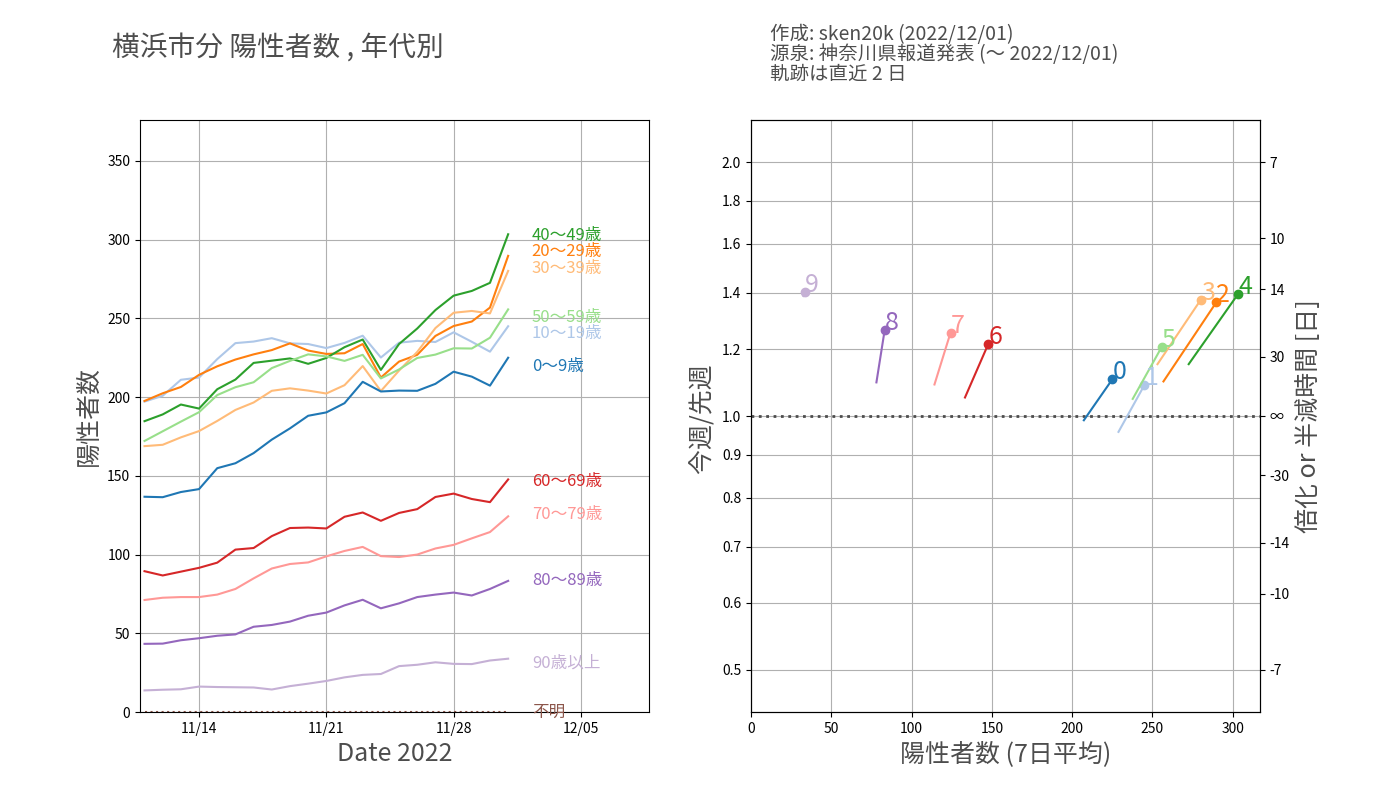 横浜市分 陽性者数 , 年代別
作成: sken20k (2022/12/01)
源泉: 神奈川県報道発表 (～ 2022/12/01)
軌跡は直近 2 日
陽性者数
350
300
250
200
150
100
50
0
40～49歳
20～29歳
30～39歳
50～59歳
10～19歳
0～9歳
60～69歳
70～79歳
80～89歳
90歳以上
不明
11/14
11/21
11/28
12/05
Date 2022
今週/先週
2.0
1.8
1.6
1.4
1.2
1.0
0.9
0.8
0.7
0.6
0.5
9
8
7
6
5
0
1
3
2
4
7
10
14
30
∞
-30
-14
-10
-7
倍化 or 半減時間 [日]
0
50
100
150
200
250
300
陽性者数 (7日平均)